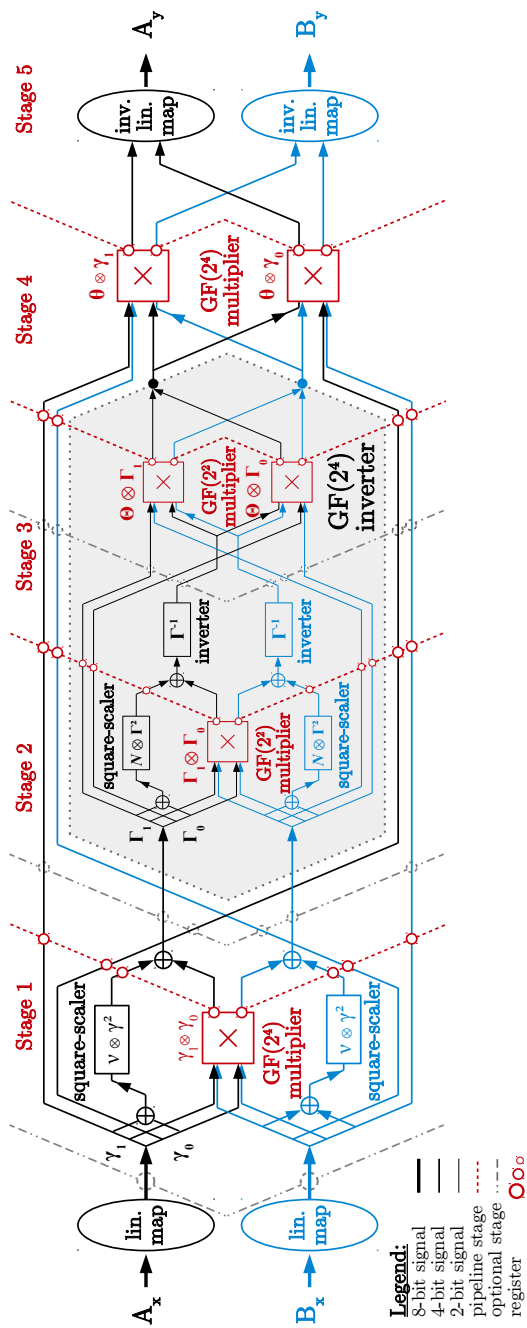 Stage 1
Stage 2
Stage 3
Stage 4
Stage 5
A_x
lin.
map
γ_1
γ_0
square-scaler
ν ⊗ γ²
γ_1 ⊗ γ_0
×
GF(2⁴)
multiplier
B_x
lin.
map
ν ⊗ γ²
square-scaler
Γ_1
Γ_0
square-scaler
N ⊗ Γ²
Γ_1 ⊗ Γ_0
×
GF(2²)
multiplier
N ⊗ Γ²
square-scaler
Γ⁻¹
inverter
Γ⁻¹
inverter
Θ ⊗ Γ_1
×
GF(2²)
multiplier
Θ ⊗ Γ_0
×
GF(2⁴)
inverter
θ ⊗ γ_1
×
GF(2⁴)
multiplier
θ ⊗ γ_0
×
inv.
lin.
map
A_y
inv.
lin.
map
B_y
Legend:
8-bit signal
4-bit signal
2-bit signal
pipeline stage
optional stage
register